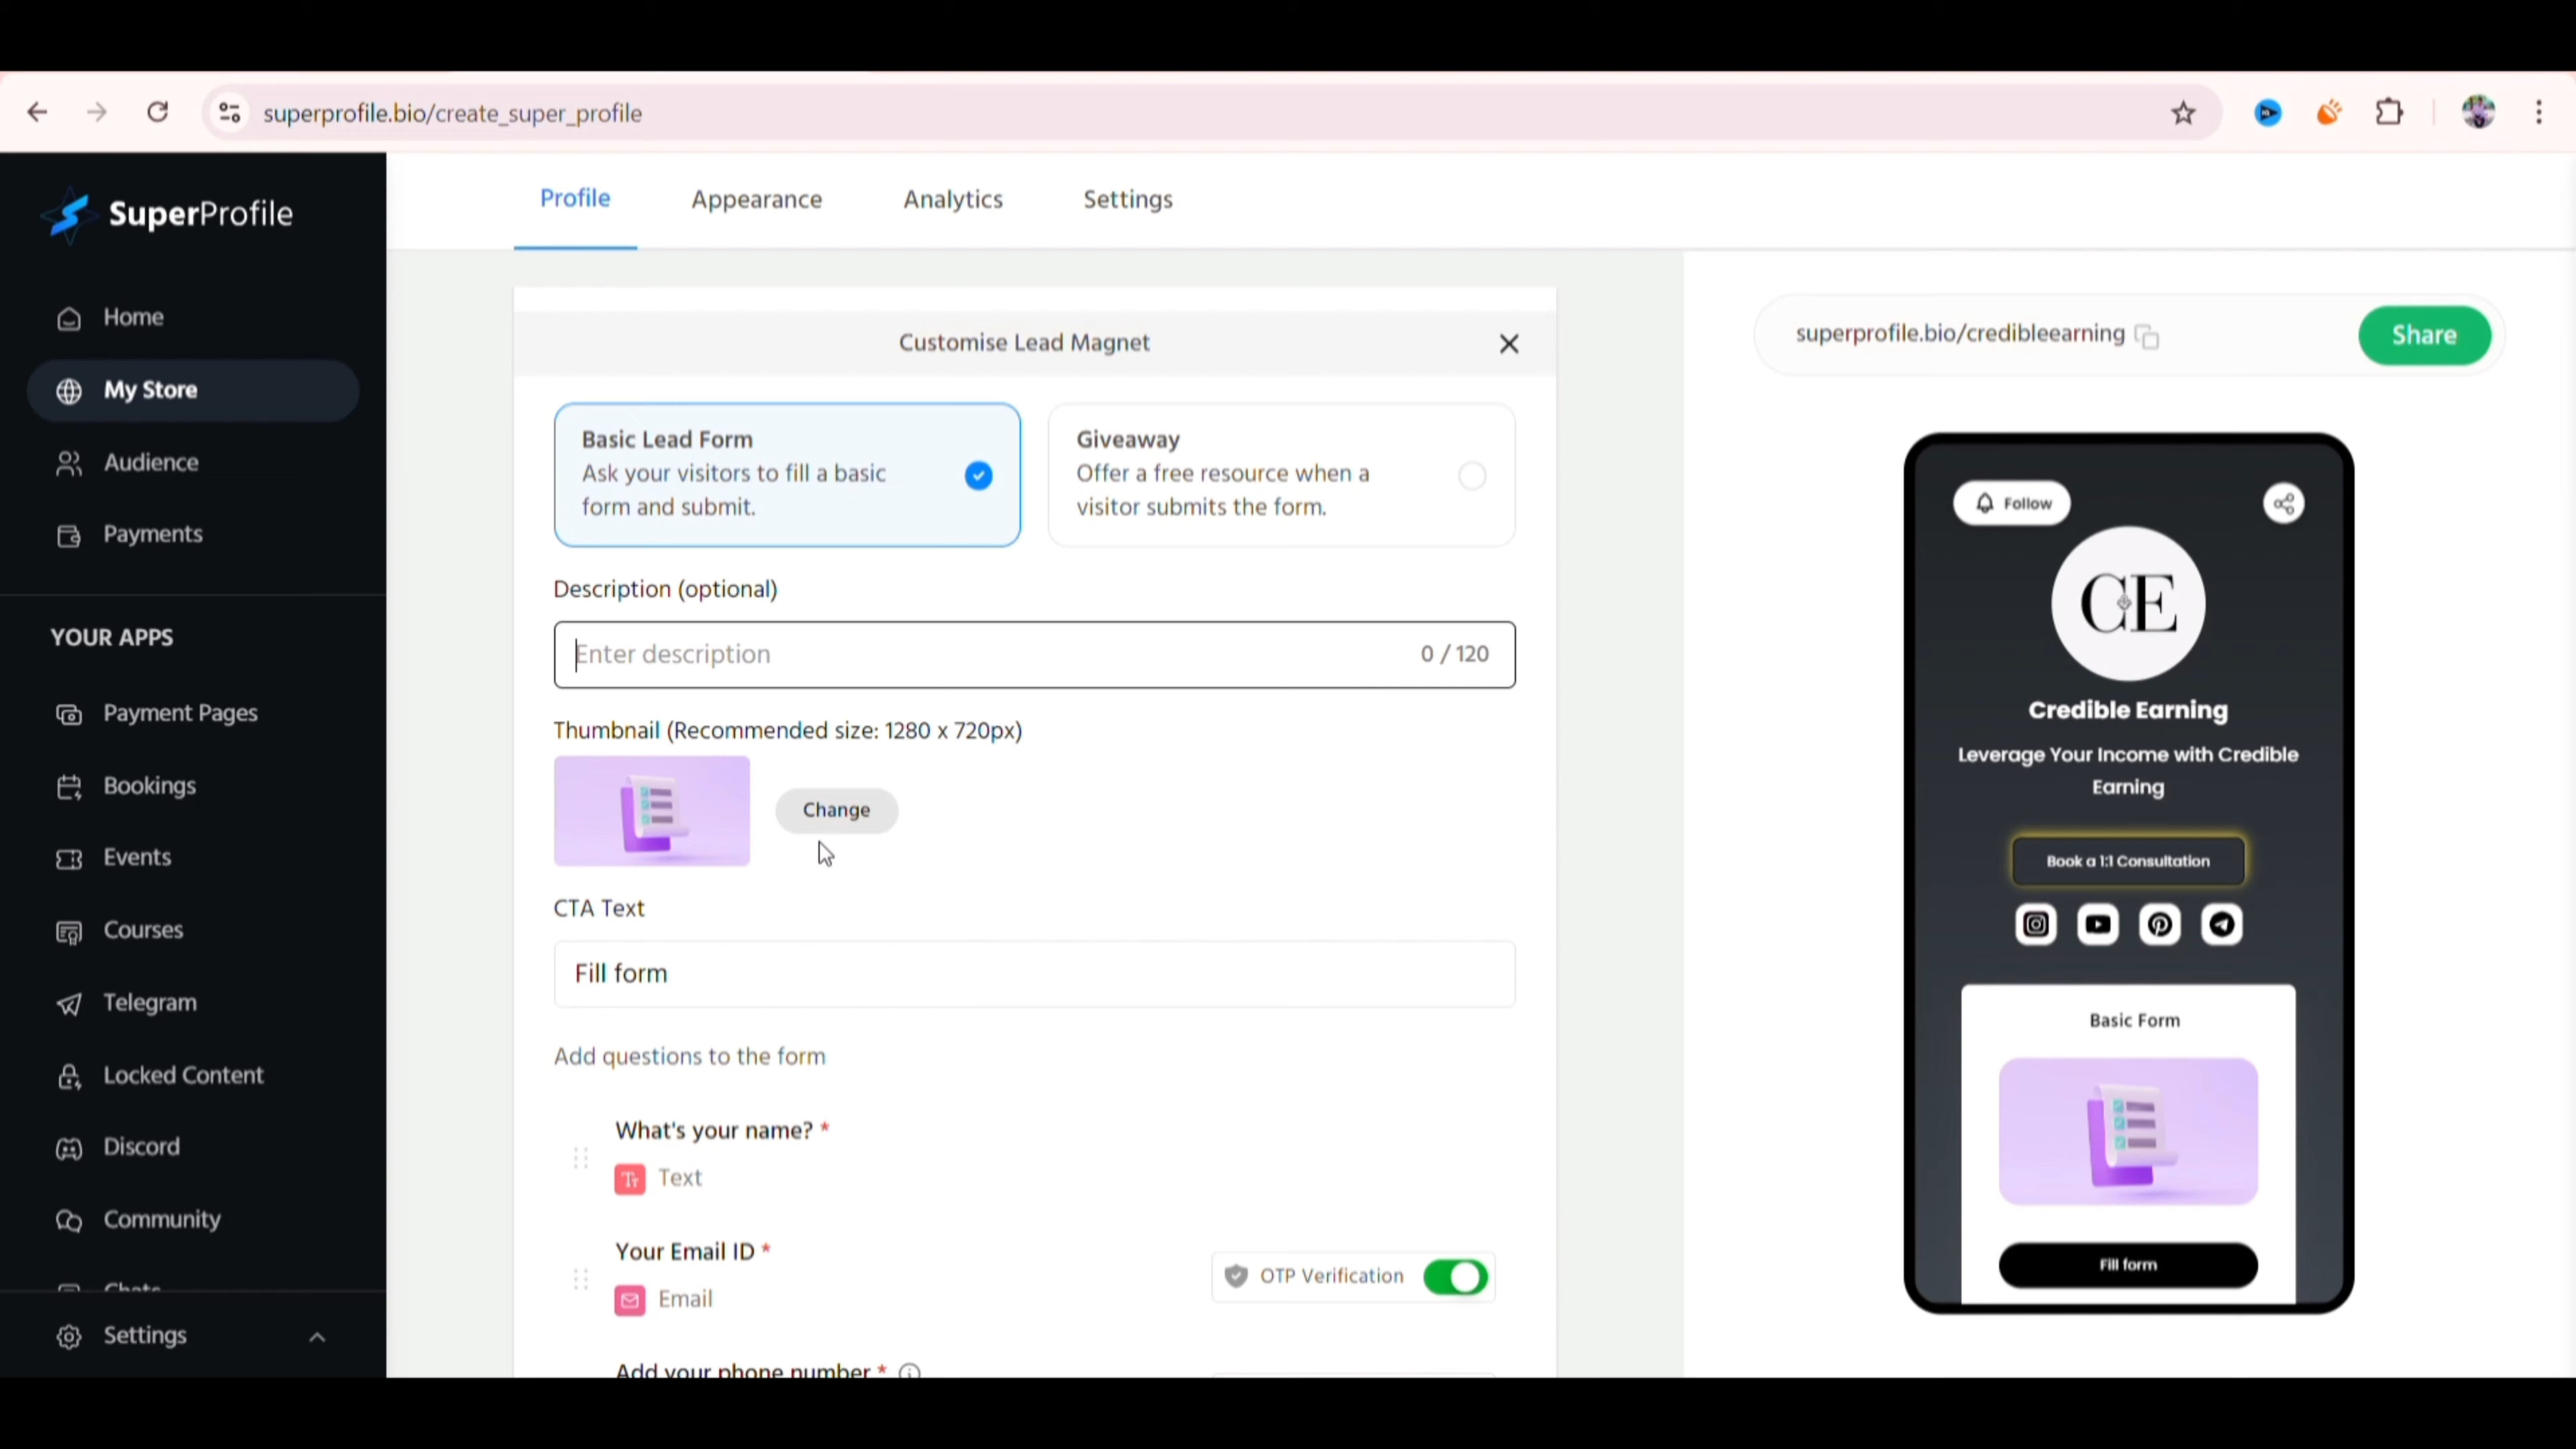 superprofile.bio/create_super_profile
SuperProfile
Home
My Store
Audience
Payments
YOUR APPS
Payment Pages
Bookings
Events
Courses
Telegram
Locked Content
Discord
Community
Chats
Settings
Profile
Appearance
Analytics
Settings
Customise Lead Magnet
Basic Lead Form
Ask your visitors to fill a basic
form and submit.
Giveaway
Offer a free resource when a
visitor submits the form.
Description (optional)
Enter description
0 / 120
Thumbnail (Recommended size: 1280 x 720px)
Change
CTA Text
Fill form
Add questions to the form
What's your name? *
Tт Text
Your Email ID *
Email
OTP Verification
Add your phone number *
superprofile.bio/credibleearning
Share
Follow
CE
Credible Earning
Leverage Your Income with Credible
Earning
Book a 1:1 Consultation
Basic Form
Fill form